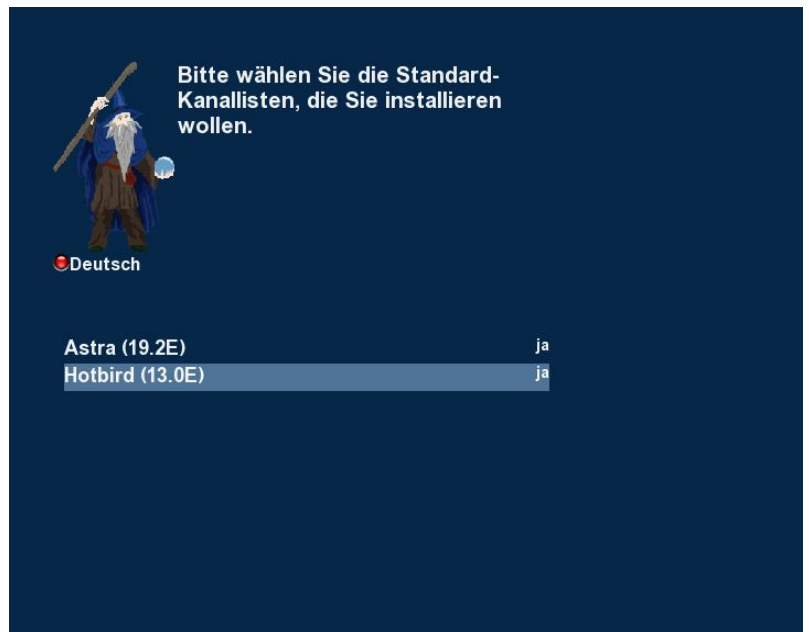 Bitte wählen Sie die Standard-
Kanallisten, die Sie installieren
wollen.
Deutsch
Astra (19.2E) ja
Hotbird (13.0E) ja